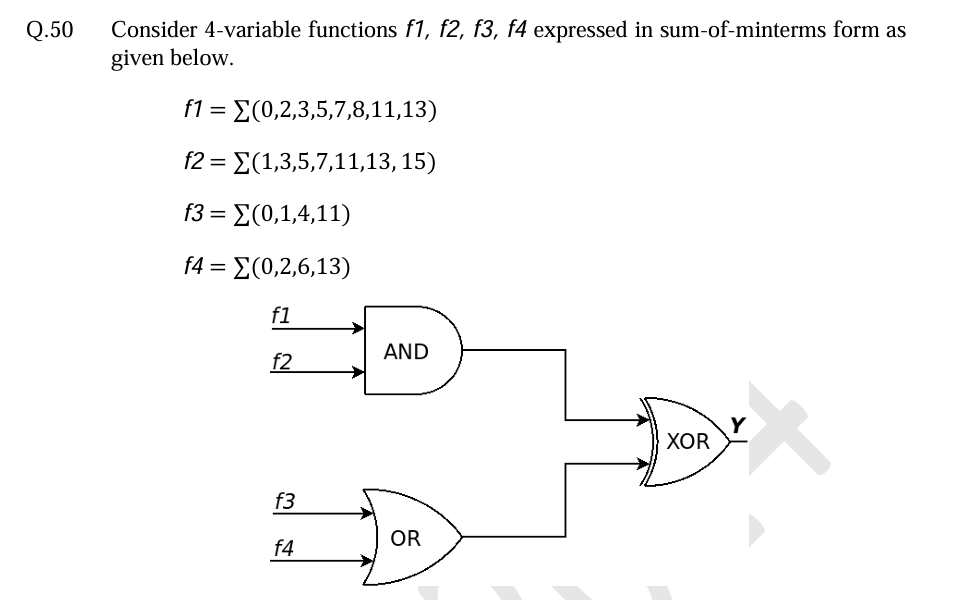 Q.50 Consider 4-variable functions f1, f2, f3, f4 expressed in sum-of-minterms form as
given below.
f1 = ∑(0,2,3,5,7,8,11,13)
f2 = ∑(1,3,5,7,11,13, 15)
f3 = ∑(0,1,4,11)
f4 = ∑(0,2,6,13)
f1
AND
f2
Y
XOR
f3
OR
f4